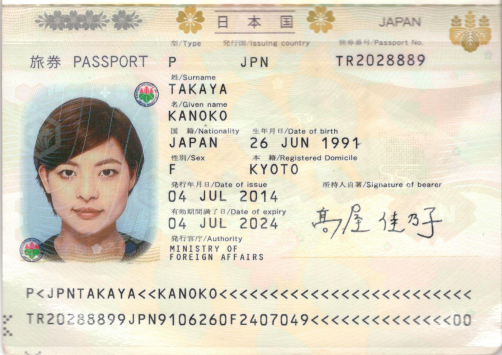 日本国 JAPAN
型/Type 発行国/Issuing country 旅券番号/Passport No.
旅券 PASSPORT P JPN TR2028889
姓/Surname
TAKAYA
名/Given name
KANOKO
国 籍/Nationality 生年月日/Date of birth
JAPAN 26 JUN 1991
性別/Sex 本 籍/Registered Domicile
F KYOTO
発行年月日/Date of issue 所持人自署/Signature of bearer
04 JUL 2014
有効期間満了日/Date of expiry
04 JUL 2024 髙屋佳乃子
発行官庁/Authority
MINISTRY OF
FOREIGN AFFAIRS
P<JPNTAKAYA<<KANOKO<<<<<<<<<<<<<<<<<<<<<<<<<
TR20288899JPN9106260F2407049<<<<<<<<<<<<<<00